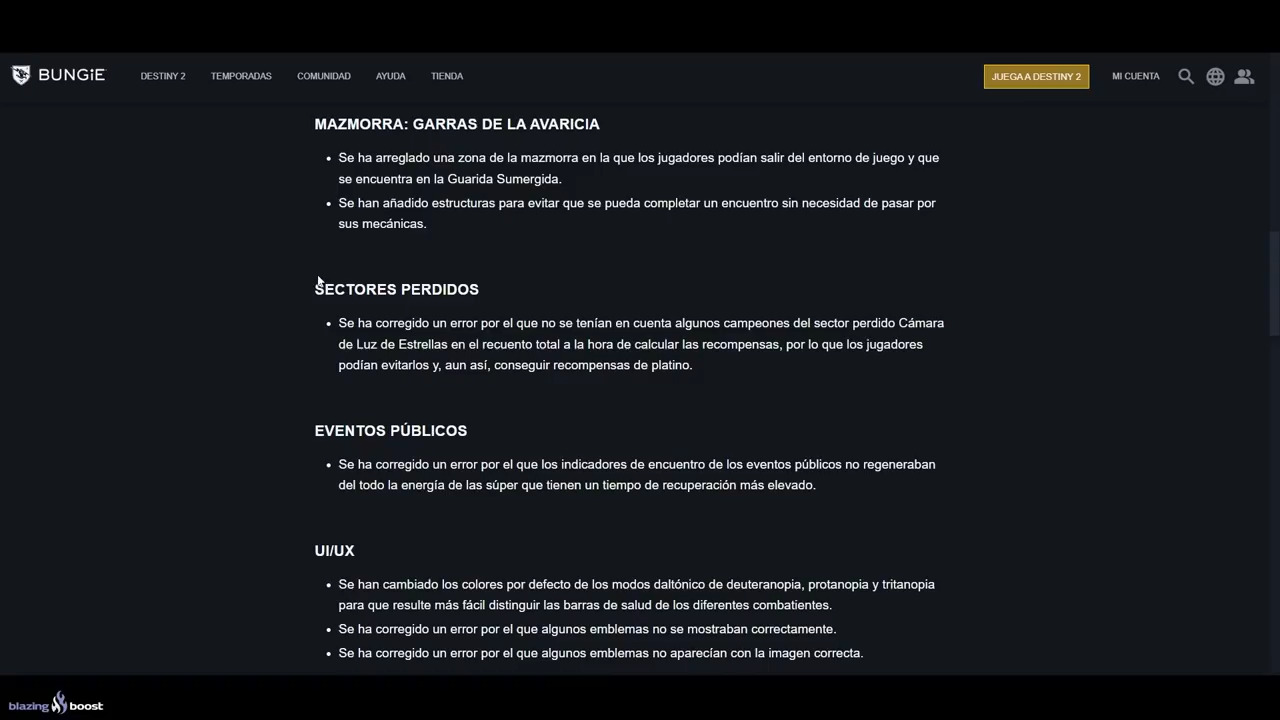 BUNGiE DESTINY 2 TEMPORADAS COMUNIDAD AYUDA TIENDA JUEGA A DESTINY 2 MI CUENTA
MAZMORRA: GARRAS DE LA AVARICIA
• Se ha arreglado una zona de la mazmorra en la que los jugadores podían salir del entorno de juego y que
se encuentra en la Guarida Sumergida.
• Se han añadido estructuras para evitar que se pueda completar un encuentro sin necesidad de pasar por
sus mecánicas.
SECTORES PERDIDOS
• Se ha corregido un error por el que no se tenían en cuenta algunos campeones del sector perdido Cámara
de Luz de Estrellas en el recuento total a la hora de calcular las recompensas, por lo que los jugadores
podían evitarlos y, aun así, conseguir recompensas de platino.
EVENTOS PÚBLICOS
• Se ha corregido un error por el que los indicadores de encuentro de los eventos públicos no regeneraban
del todo la energía de las súper que tienen un tiempo de recuperación más elevado.
UI/UX
• Se han cambiado los colores por defecto de los modos daltónico de deuteranopia, protanopia y tritanopia
para que resulte más fácil distinguir las barras de salud de los diferentes combatientes.
• Se ha corregido un error por el que algunos emblemas no se mostraban correctamente.
• Se ha corregido un error por el que algunos emblemas no aparecían con la imagen correcta.
blazing boost